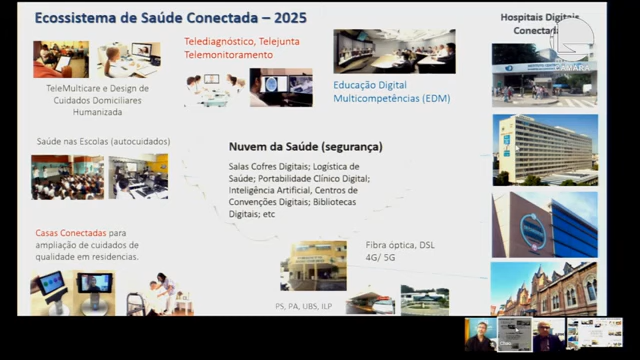 Ecossistema de Saúde Conectada – 2025
Hospitais Digitais
CÂMARA
Telediagnóstico, Telejunta
Telemonitoramento
TeleMulticare e Design de
Cuidados Domiciliares
Humanizada
Educação Digital
Multicompetências (EDM)
Saúde nas Escolas (autocuidados)
Nuvem da Saúde (segurança)
Salas Cofres Digitais; Logística de
Saúde; Portabilidade Clínico Digital;
Inteligência Artificial, Centros de
Convenções Digitais; Bibliotecas
Digitais; etc
Casas Conectadas para
ampliação de cuidados de
qualidade em residencias.
Fibra óptica, DSL
4G/ 5G
PS, PA, UBS, ILP